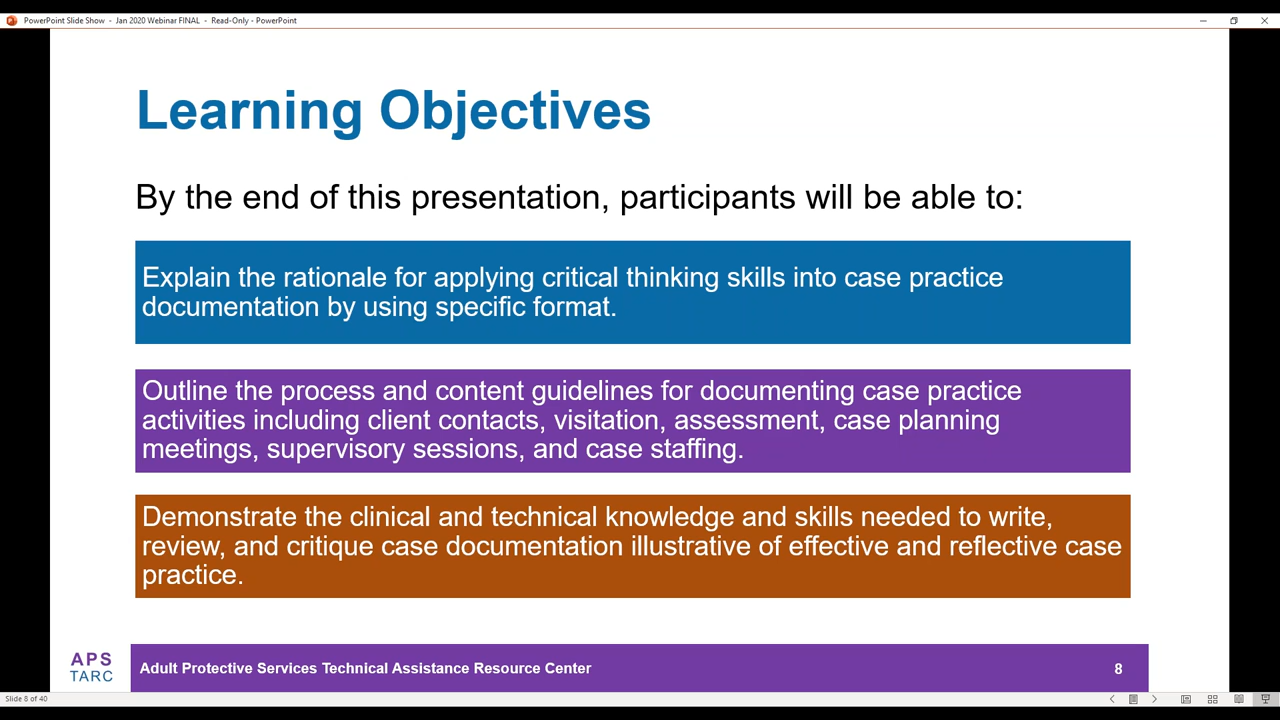 PowerPoint Slide Show - Jan 2020 Webinar FINAL - Read-Only - PowerPoint
Learning Objectives
By the end of this presentation, participants will be able to:
Explain the rationale for applying critical thinking skills into case practice
documentation by using specific format.
Outline the process and content guidelines for documenting case practice
activities including client contacts, visitation, assessment, case planning
meetings, supervisory sessions, and case staffing.
Demonstrate the clinical and technical knowledge and skills needed to write,
review, and critique case documentation illustrative of effective and reflective case
practice.
APS
TARC
Adult Protective Services Technical Assistance Resource Center
8
Slide 8 of 40